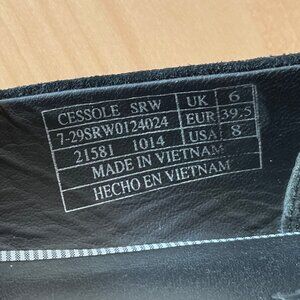 CESSOLE SRW UK 6
7-29SRW0124024 EUR 39.5
21581 1014 USA 8
MADE IN VIETNAM
HECHO EN VIETNAM